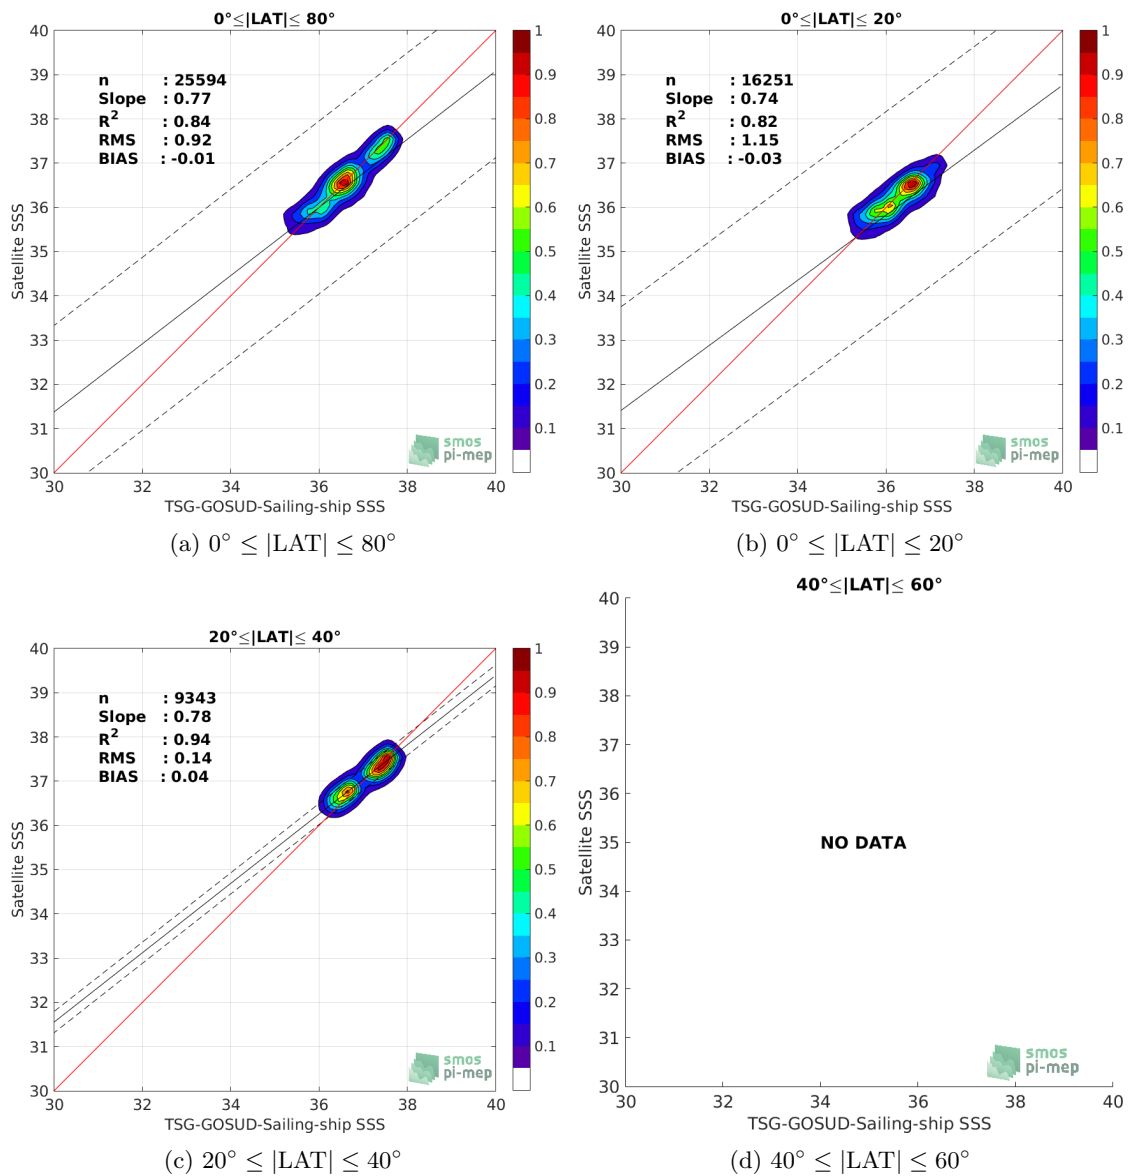 0°≤|LAT|≤ 80°
40
39
38
37
36
35
34
33
32
31
30
Satellite SSS
n : 25594
Slope : 0.77
R² : 0.84
RMS : 0.92
BIAS : -0.01
smos
pi-mep
30 32 34 36 38 40
TSG-GOSUD-Sailing-ship SSS
1
0.9
0.8
0.7
0.6
0.5
0.4
0.3
0.2
0.1
(a) 0° ≤ |LAT| ≤ 80°
0°≤|LAT|≤ 20°
40
39
38
37
36
35
34
33
32
31
30
Satellite SSS
n : 16251
Slope : 0.74
R² : 0.82
RMS : 1.15
BIAS : -0.03
smos
pi-mep
30 32 34 36 38 40
TSG-GOSUD-Sailing-ship SSS
1
0.9
0.8
0.7
0.6
0.5
0.4
0.3
0.2
0.1
(b) 0° ≤ |LAT| ≤ 20°
20°≤|LAT|≤ 40°
40
39
38
37
36
35
34
33
32
31
30
Satellite SSS
n : 9343
Slope : 0.78
R² : 0.94
RMS : 0.14
BIAS : 0.04
smos
pi-mep
30 32 34 36 38 40
TSG-GOSUD-Sailing-ship SSS
1
0.9
0.8
0.7
0.6
0.5
0.4
0.3
0.2
0.1
(c) 20° ≤ |LAT| ≤ 40°
40°≤|LAT|≤ 60°
40
39
38
37
36
35
34
33
32
31
30
Satellite SSS
NO DATA
smos
pi-mep
30 32 34 36 38 40
TSG-GOSUD-Sailing-ship SSS
(d) 40° ≤ |LAT| ≤ 60°